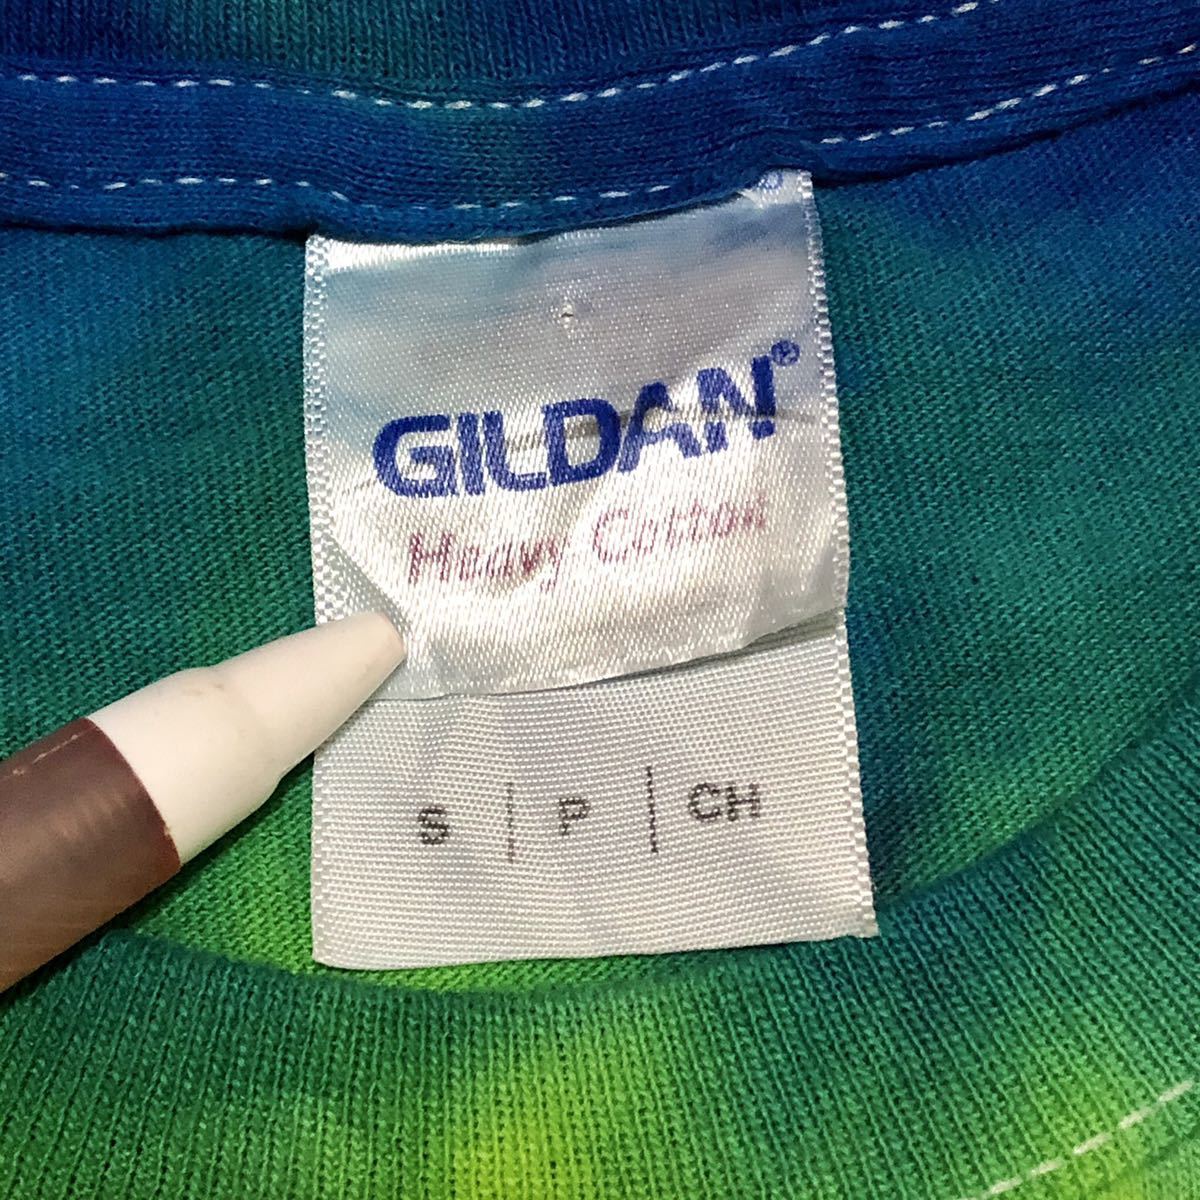 GILDAN®
Heavy Cotton
S | P | CH